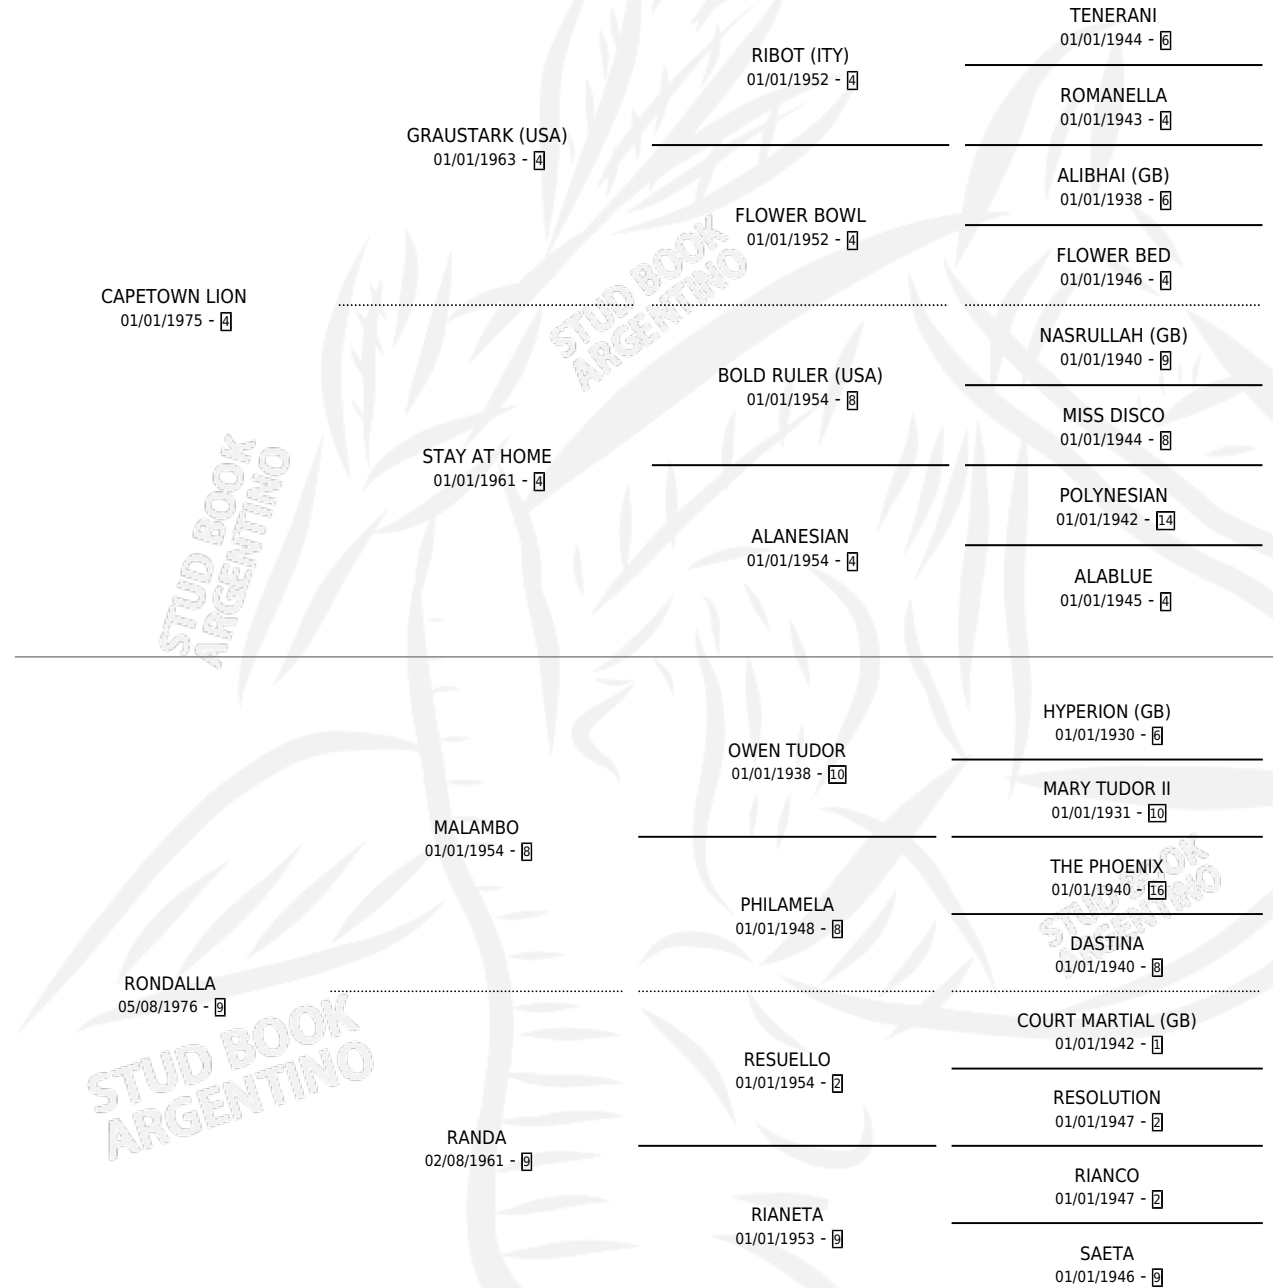 TENERANI
01/01/1944 - 6
RIBOT (ITY)
01/01/1952 - 4
ROMANELLA
01/01/1943 - 4
GRAUSTARK (USA)
01/01/1963 - 4
ALIBHAI (GB)
01/01/1938 - 6
FLOWER BOWL
01/01/1952 - 4
FLOWER BED
01/01/1946 - 4
STUD BOOK
ARGENTINO
CAPETOWN LION
01/01/1975 - 4
NASRULLAH (GB)
01/01/1940 - 9
BOLD RULER (USA)
01/01/1954 - 8
MISS DISCO
01/01/1944 - 8
STAY AT HOME
01/01/1961 - 4
POLYNESIAN
01/01/1942 - 14
ALANESIAN
01/01/1954 - 4
ALABLUE
01/01/1945 - 4
STUD BOOK
ARGENTINO
HYPERION (GB)
01/01/1930 - 6
OWEN TUDOR
01/01/1938 - 10
MARY TUDOR II
01/01/1931 - 10
MALAMBO
01/01/1954 - 8
THE PHOENIX
01/01/1940 - 16
PHILAMELA
01/01/1948 - 8
DASTINA
01/01/1940 - 8
STUD BOOK
ARGENTINO
RONDALLA
05/08/1976 - 9
COURT MARTIAL (GB)
01/01/1942 - 1
RESUELLO
01/01/1954 - 2
RESOLUTION
01/01/1947 - 2
STUD BOOK
ARGENTINO
RANDA
02/08/1961 - 9
RIANCO
01/01/1947 - 2
RIANETA
01/01/1953 - 9
SAETA
01/01/1946 - 9